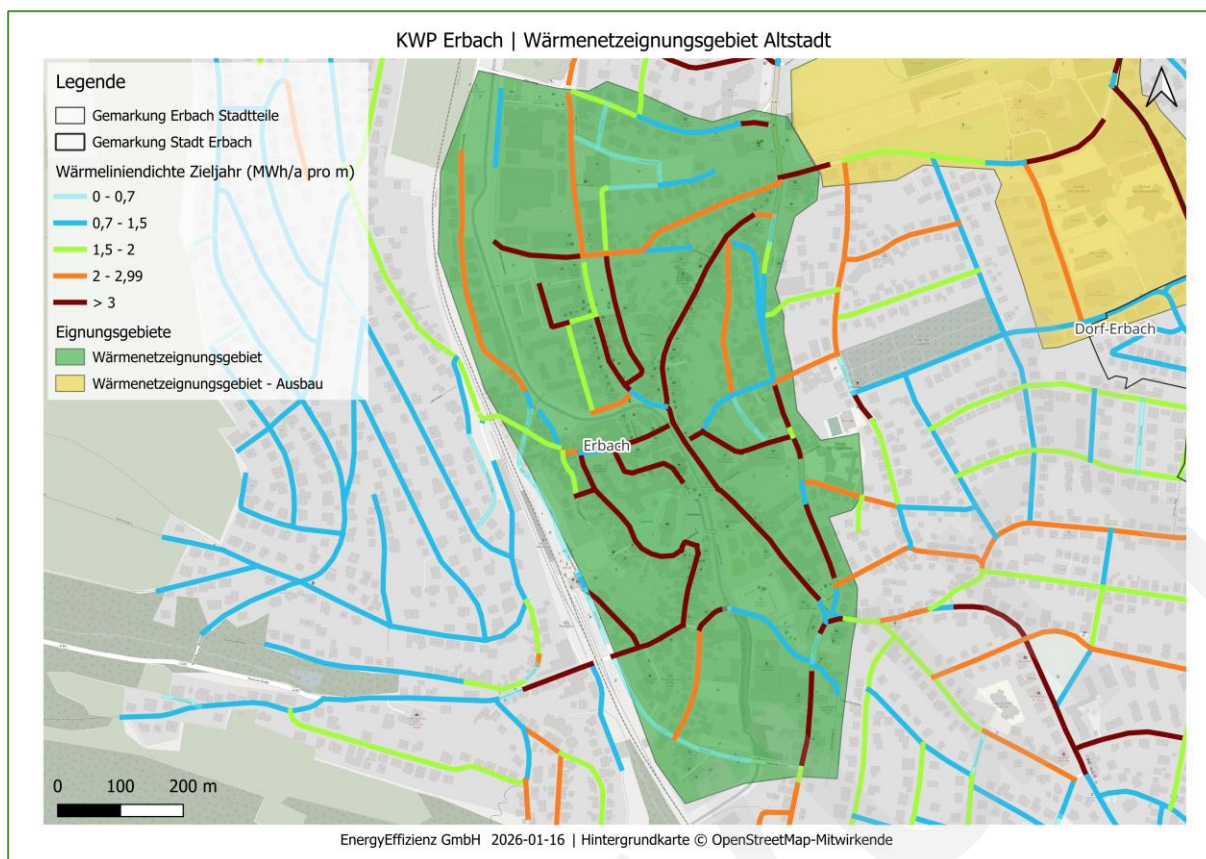 KWP Erbach | Wärmenetzeignungsgebiet Altstadt
Legende
Gemarkung Erbach Stadtteile
Gemarkung Stadt Erbach
Wärmeliniendichte Zieljahr (MWh/a pro m)
0 - 0,7
0,7 - 1,5
1,5 - 2
2 - 2,99
> 3
Eignungsgebiete
Wärmenetzeignungsgebiet
Wärmenetzeignungsgebiet - Ausbau
Dorf-Erbach
Erbach
0 100 200 m
EnergyEffizienz GmbH 2026-01-16 | Hintergrundkarte © OpenStreetMap-Mitwirkende